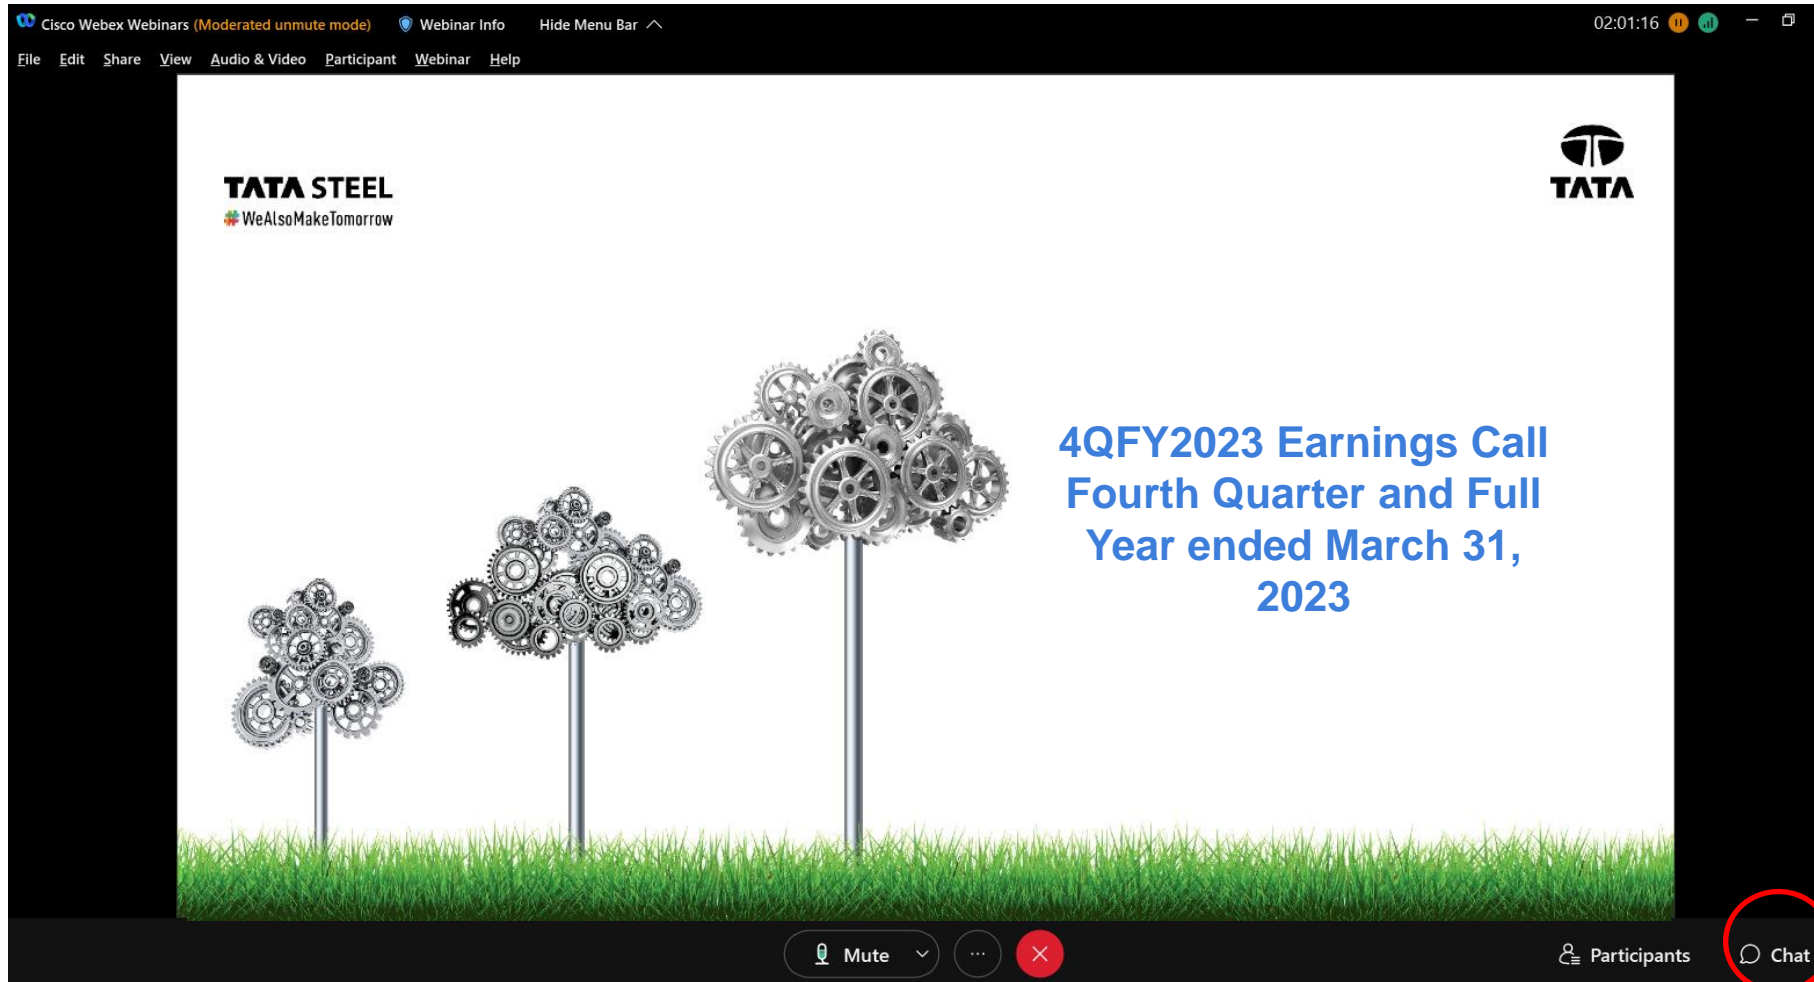 Cisco Webex Webinars (Moderated unmute mode) Webinar Info Hide Menu Bar 02:01:16
File Edit Share View Audio & Video Participant Webinar Help
TATA STEEL
#WeAlsoMakeTomorrow
TATA
4QFY2023 Earnings Call
Fourth Quarter and Full
Year ended March 31,
2023
Mute
Participants
Chat